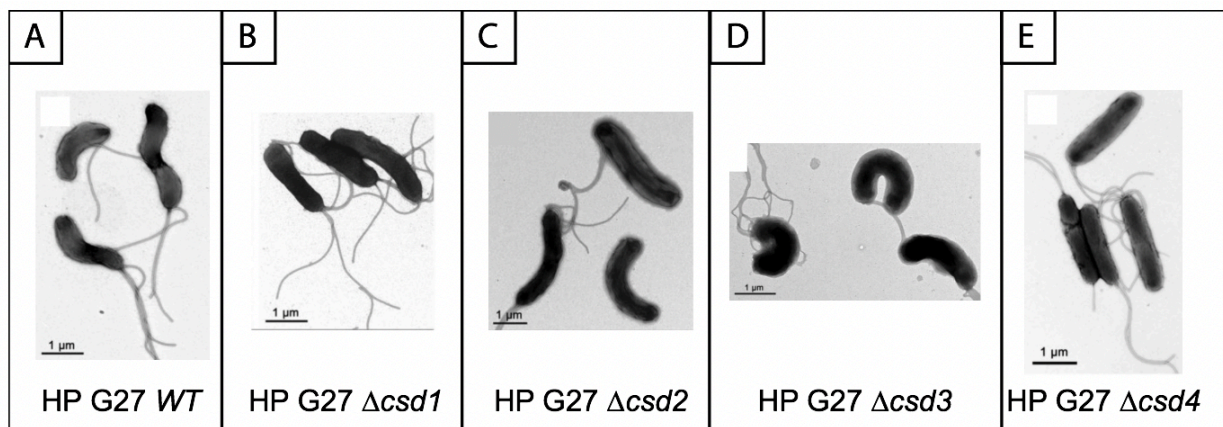 A
B
C
D
E
1 µm
1 µm
1 µm
1 µm
1 µm
HP G27 WT
HP G27 Δcsd1
HP G27 Δcsd2
HP G27 Δcsd3
HP G27 Δcsd4